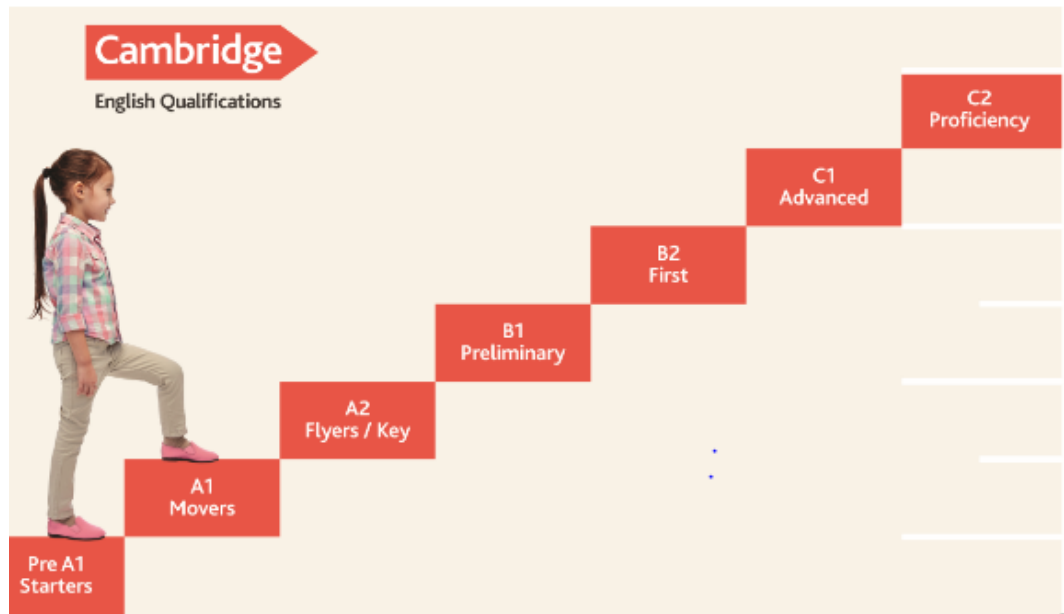 Cambridge
English Qualifications
C2
Proficiency
C1
Advanced
B2
First
B1
Preliminary
A2
Flyers / Key
A1
Movers
Pre A1
Starters